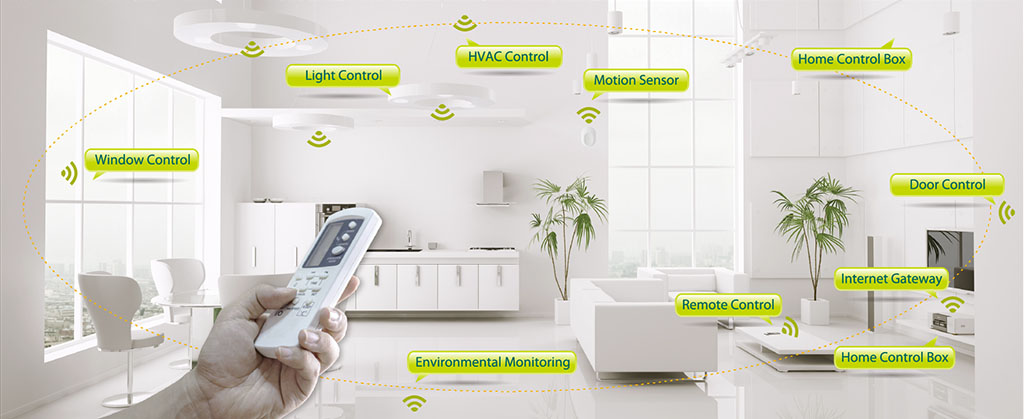 HVAC Control
Light Control
Motion Sensor
Home Control Box
Window Control
Door Control
Internet Gateway
Remote Control
Home Control Box
Environmental Monitoring